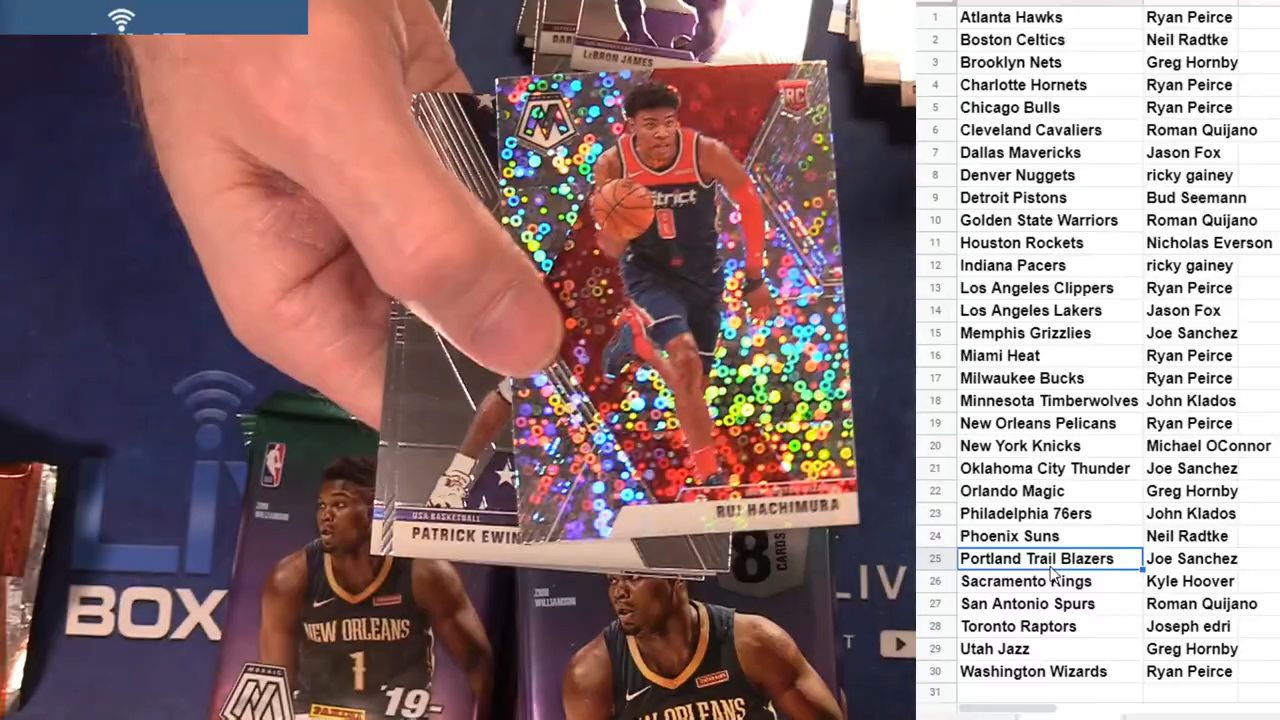 LEBRON JAMES
RC
strict
8
RUI HACHIMURA
USA BASKETBALL
PATRICK EWIN
8
CARDS
LIV
BOX
NBA
ZION
WILLIAMSON
NEW ORLEANS
1
19-
PANINI
ZION
WILLIAMSON
1 Atlanta Hawks Ryan Peirce
2 Boston Celtics Neil Radtke
3 Brooklyn Nets Greg Hornby
4 Charlotte Hornets Ryan Peirce
5 Chicago Bulls Ryan Peirce
6 Cleveland Cavaliers Roman Quijano
7 Dallas Mavericks Jason Fox
8 Denver Nuggets ricky gainey
9 Detroit Pistons Bud Seemann
10 Golden State Warriors Roman Quijano
11 Houston Rockets Nicholas Everson
12 Indiana Pacers ricky gainey
13 Los Angeles Clippers Ryan Peirce
14 Los Angeles Lakers Jason Fox
15 Memphis Grizzlies Joe Sanchez
16 Miami Heat Ryan Peirce
17 Milwaukee Bucks Ryan Peirce
18 Minnesota Timberwolves John Klados
19 New Orleans Pelicans Ryan Peirce
20 New York Knicks Michael OConnor
21 Oklahoma City Thunder Joe Sanchez
22 Orlando Magic Greg Hornby
23 Philadelphia 76ers John Klados
24 Phoenix Suns Neil Radtke
25 Portland Trail Blazers Joe Sanchez
26 Sacramento Kings Kyle Hoover
27 San Antonio Spurs Roman Quijano
28 Toronto Raptors Joseph edri
29 Utah Jazz Greg Hornby
30 Washington Wizards Ryan Peirce
31